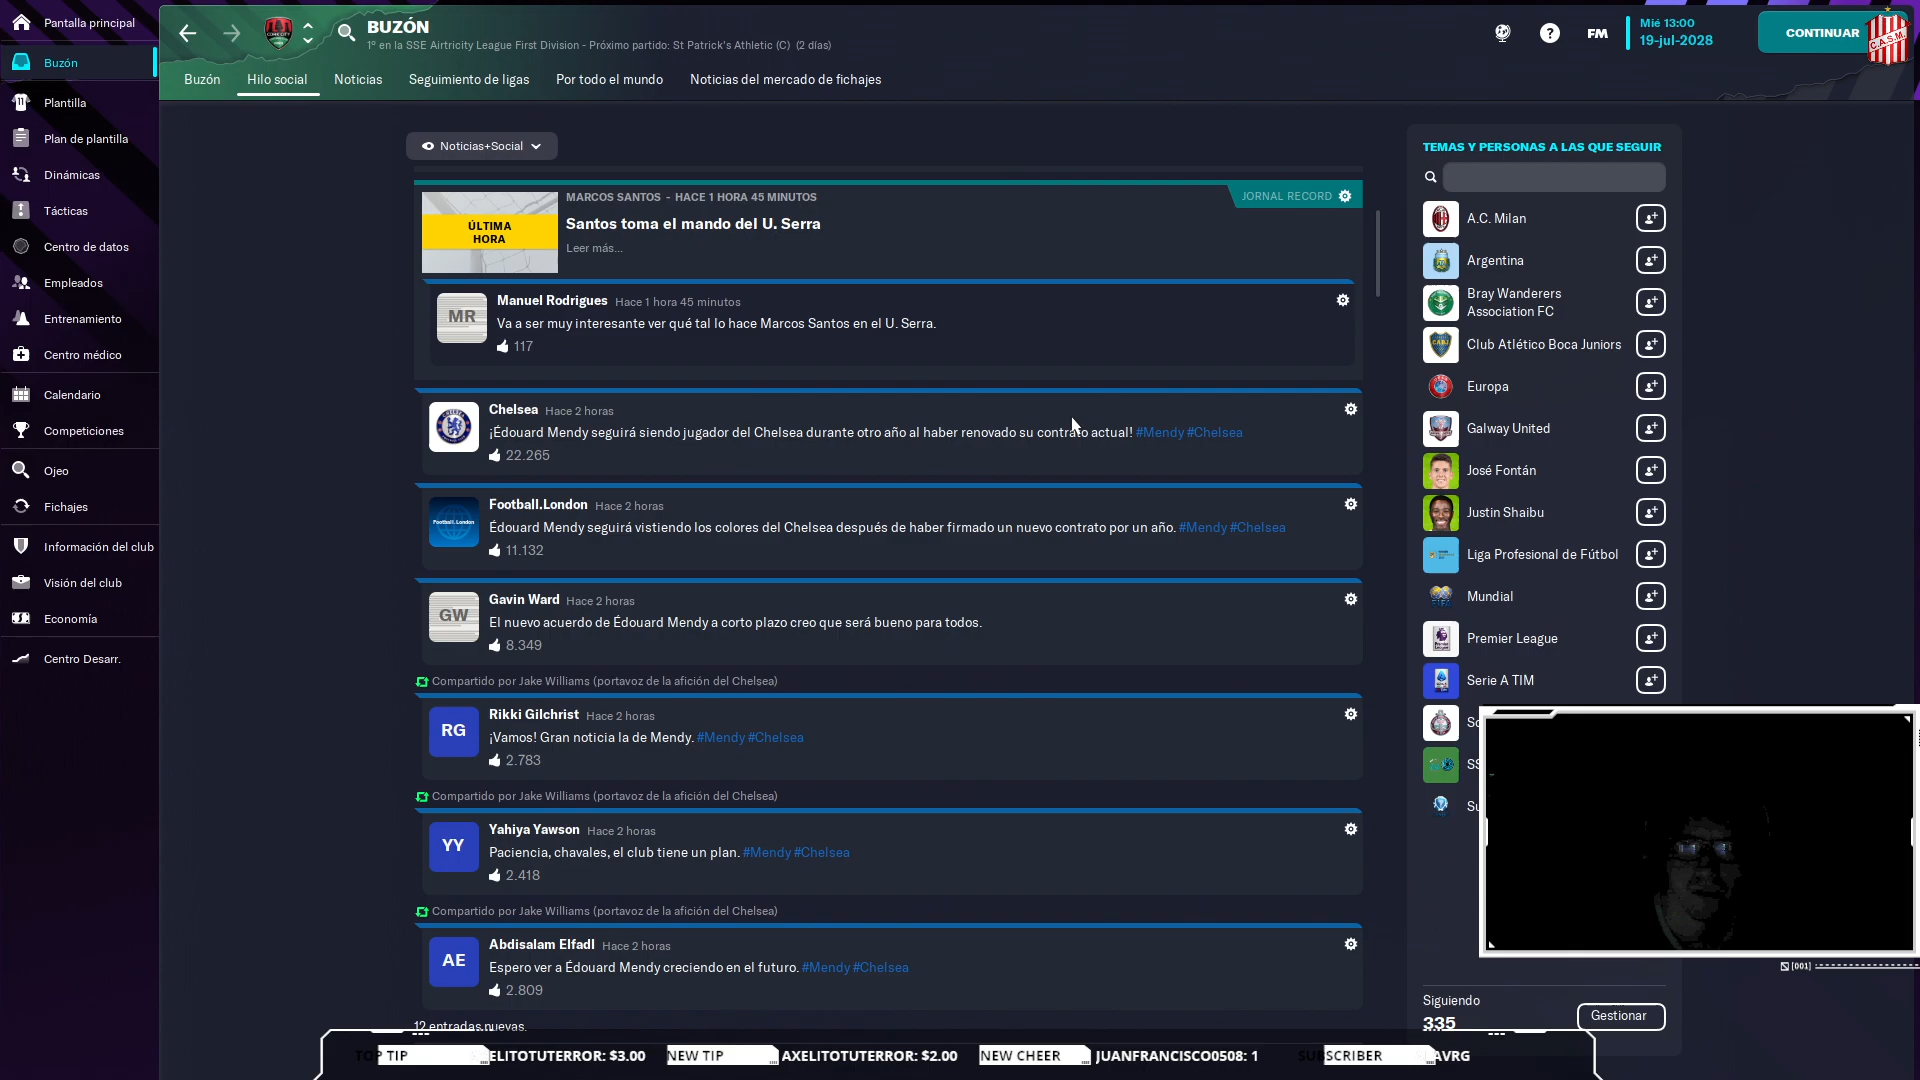 Pantalla principal
Buzón
Plantilla
Plan de plantilla
Dinámicas
Tácticas
Centro de datos
Empleados
Entrenamiento
Centro médico
Calendario
Competiciones
Ojeo
Fichajes
Información del club
Visión del club
Economía
Centro Desarr.
BUZÓN
1º en la SSE Airtricity League First Division - Próximo partido: St Patrick's Athletic (C) (2 días)
FM
Mié 13:00
19-jul-2028
CONTINUAR
C.A.S.M.
Buzón
Hilo social
Noticias
Seguimiento de ligas
Por todo el mundo
Noticias del mercado de fichajes
Noticias+Social
ÚLTIMA
HORA
MARCOS SANTOS - HACE 1 HORA 45 MINUTOS
JORNAL RECORD
Santos toma el mando del U. Serra
Leer más...
MR
Manuel Rodrigues Hace 1 hora 45 minutos
Va a ser muy interesante ver qué tal lo hace Marcos Santos en el U. Serra.
117
Chelsea Hace 2 horas
¡Édouard Mendy seguirá siendo jugador del Chelsea durante otro año al haber renovado su contrato actual! #Mendy #Chelsea
22.265
Football.London
Football.London Hace 2 horas
Édouard Mendy seguirá vistiendo los colores del Chelsea después de haber firmado un nuevo contrato por un año. #Mendy #Chelsea
11.132
GW
Gavin Ward Hace 2 horas
El nuevo acuerdo de Édouard Mendy a corto plazo creo que será bueno para todos.
8.349
Compartido por Jake Williams (portavoz de la afición del Chelsea)
RG
Rikki Gilchrist Hace 2 horas
¡Vamos! Gran noticia la de Mendy. #Mendy #Chelsea
2.783
Compartido por Jake Williams (portavoz de la afición del Chelsea)
YY
Yahiya Yawson Hace 2 horas
Paciencia, chavales, el club tiene un plan. #Mendy #Chelsea
2.418
Compartido por Jake Williams (portavoz de la afición del Chelsea)
AE
Abdisalam Elfadl Hace 2 horas
Espero ver a Édouard Mendy creciendo en el futuro. #Mendy #Chelsea
2.809
12 entradas nuevas.
TEMAS Y PERSONAS A LAS QUE SEGUIR
A.C. Milan
Argentina
Bray Wanderers
Association FC
Club Atlético Boca Juniors
Europa
Galway United
José Fontán
Justin Shaibu
Liga Profesional de Fútbol
Mundial
Premier League
Serie A TIM
[001]
Siguiendo
335
Gestionar
TOP TIP
ELITOTUTERROR: $3.00
NEW TIP
AXELITOTUTERROR: $2.00
NEW CHEER
JUANFRANCISCO0508: 1
SUBSCRIBER
AVRG